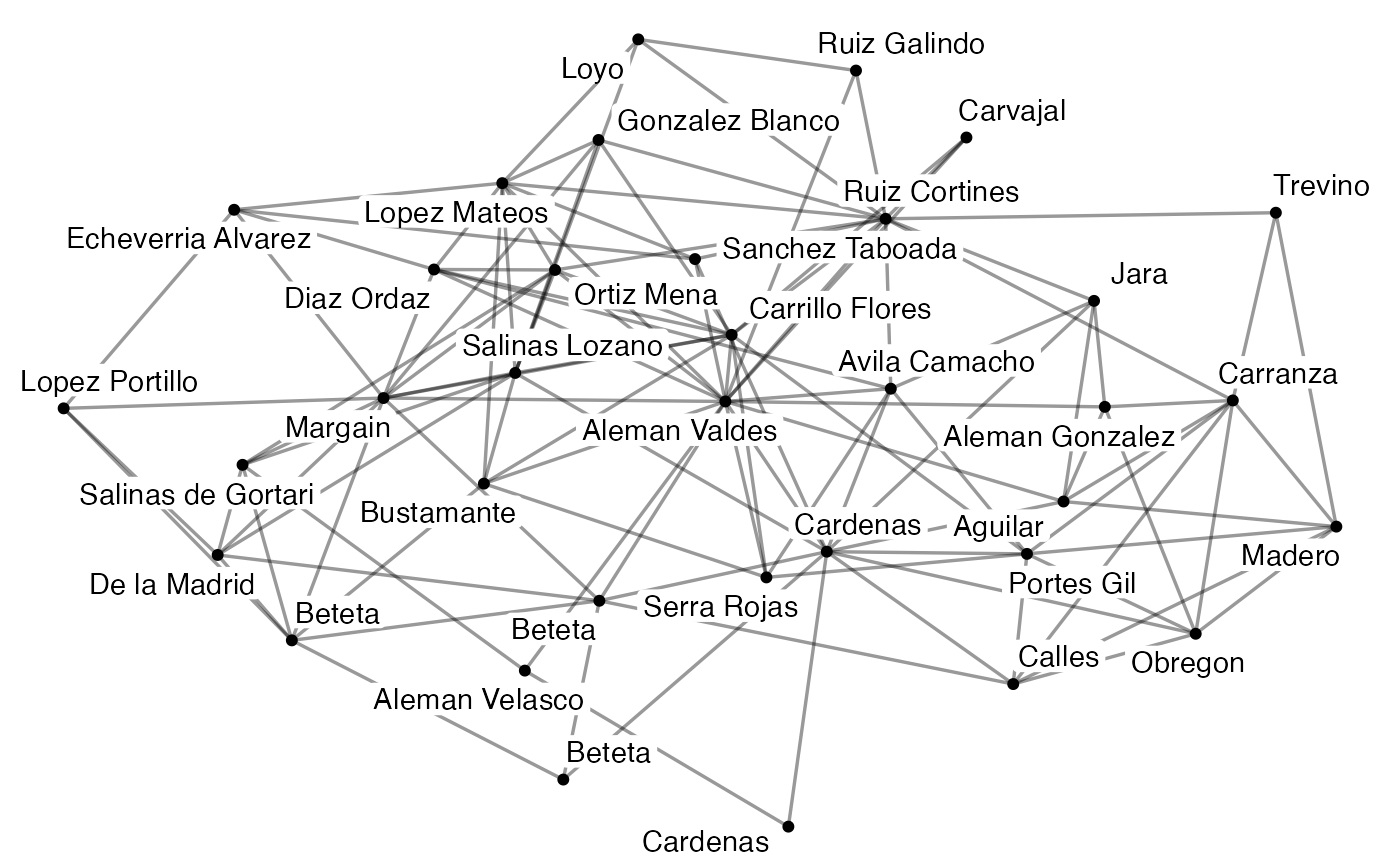 Ruiz Galindo
Loyo
Carvajal
Gonzalez Blanco
Trevino
Ruiz Cortines
Lopez Mateos
Echeverria Alvarez
Sanchez Taboada
Jara
Diaz Ordaz
Ortiz Mena
Carrillo Flores
Salinas Lozano
Avila Camacho
Carranza
Lopez Portillo
Margain
Aleman Valdes
Aleman Gonzalez
Salinas de Gortari
Bustamante
Cardenas
Aguilar
Madero
De la Madrid
Portes Gil
Beteta
Serra Rojas
Beteta
Calles
Obregon
Aleman Velasco
Beteta
Cardenas